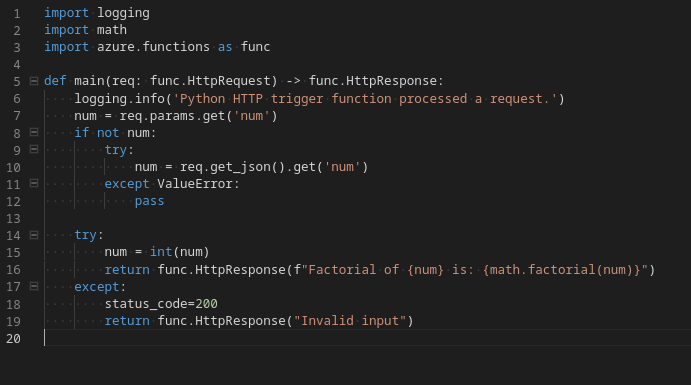 1 import logging
2 import math
3 import azure.functions as func
4
5 def main(req: func.HttpRequest) -> func.HttpResponse:
6     logging.info('Python HTTP trigger function processed a request.')
7     num = req.params.get('num')
8     if not num:
9         try:
10             num = req.get_json().get('num')
11         except ValueError:
12             pass
13
14     try:
15         num = int(num)
16         return func.HttpResponse(f"Factorial of {num} is: {math.factorial(num)}")
17     except:
18         status_code=200
19         return func.HttpResponse("Invalid input")
20